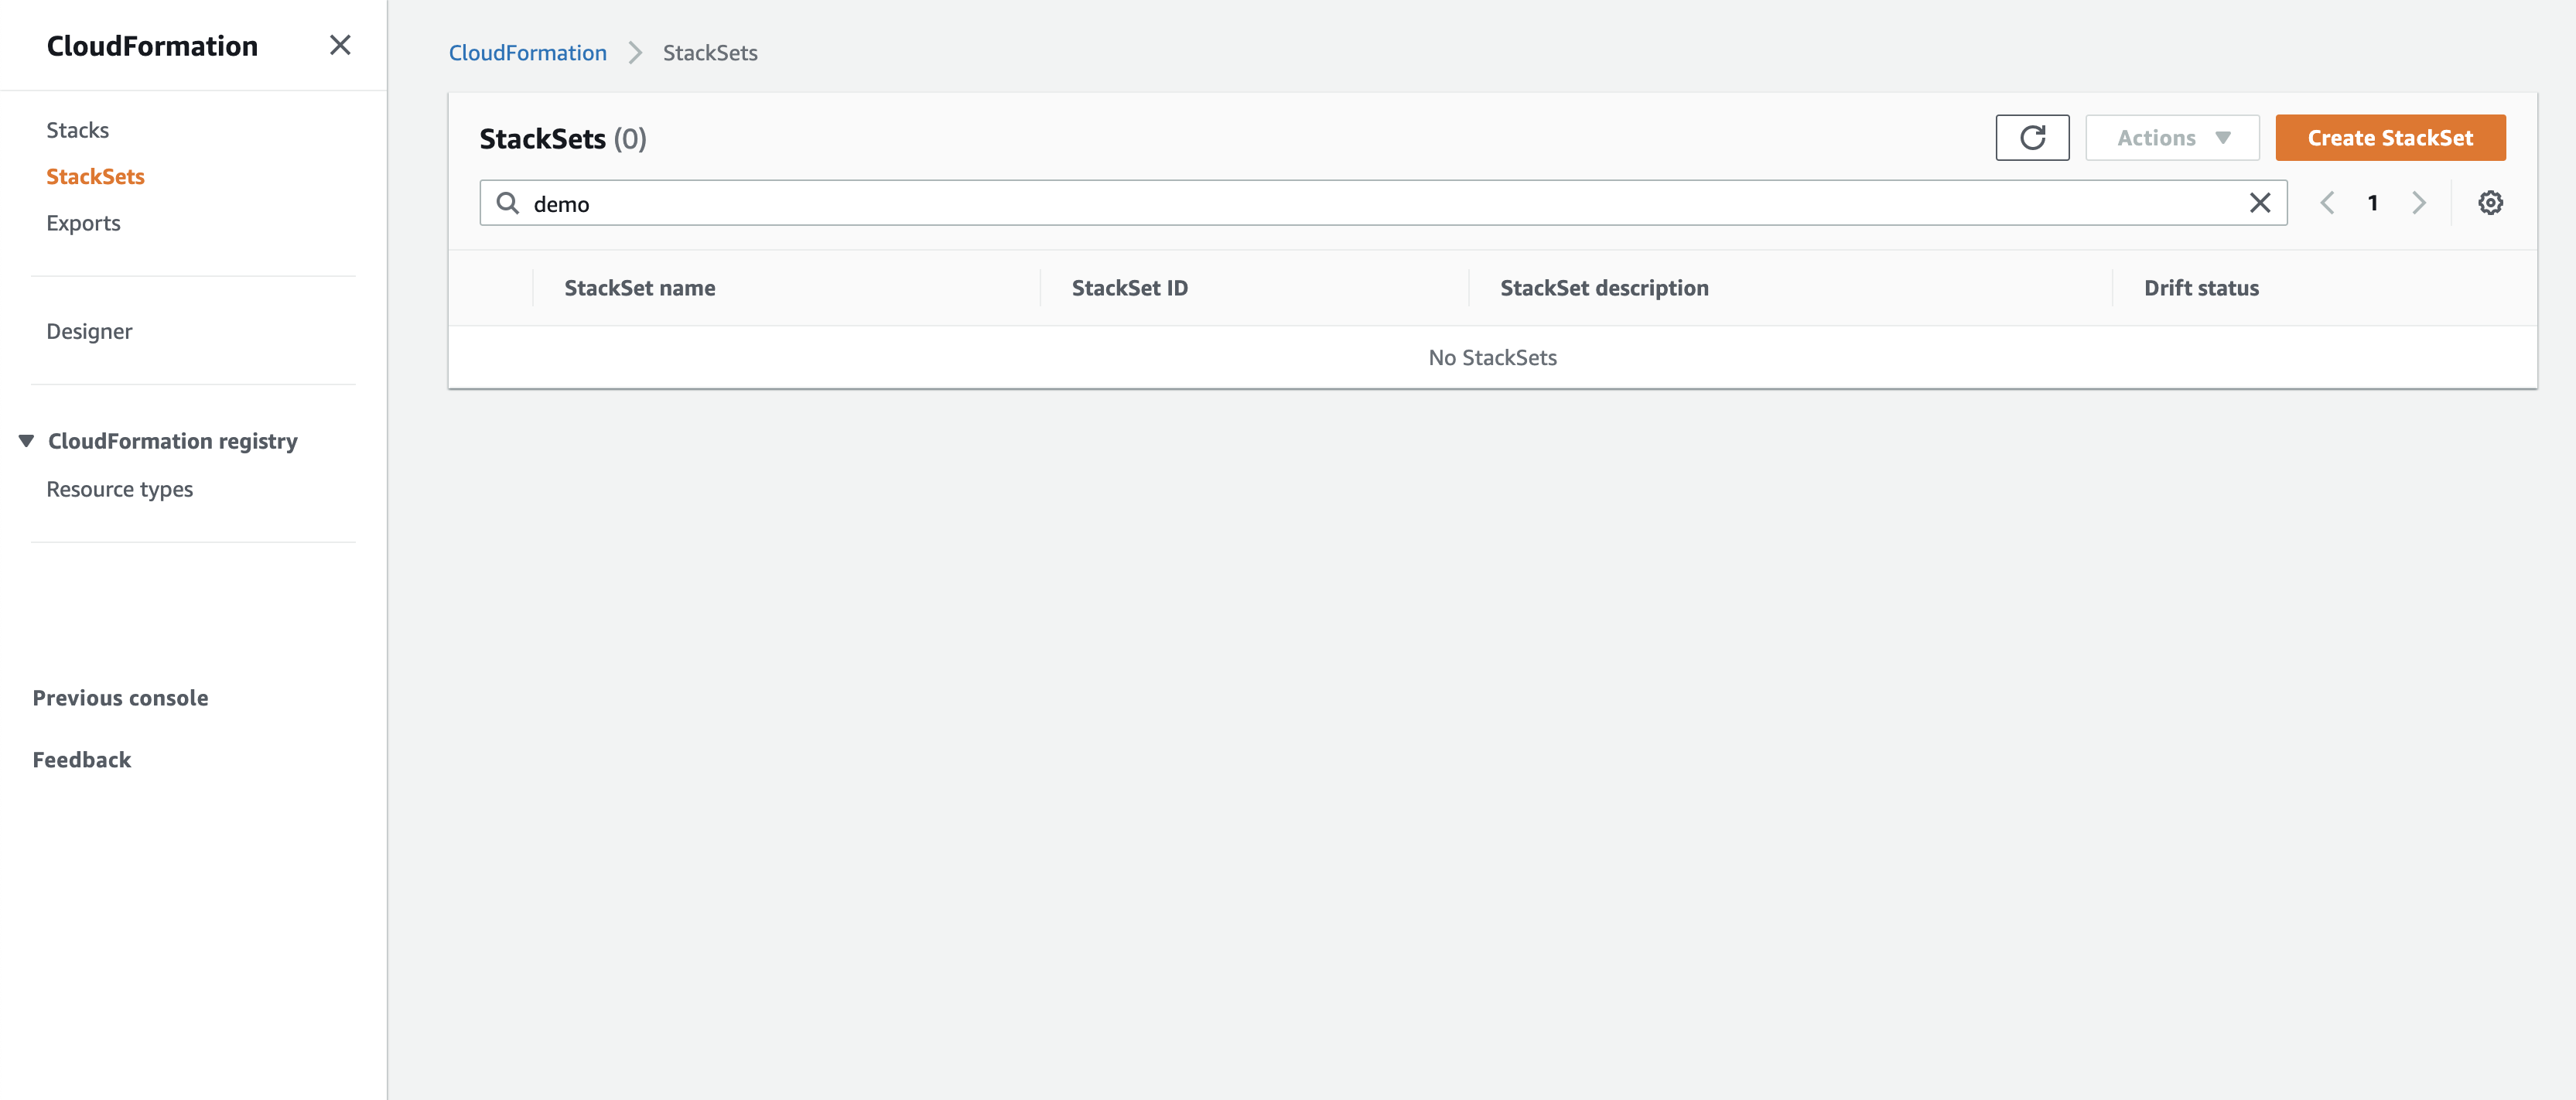 CloudFormation
Stacks
StackSets
Exports
Designer
CloudFormation registry
Resource types
Previous console
Feedback
CloudFormation StackSets
StackSets (0)
Actions
Create StackSet
demo
1
StackSet name StackSet ID StackSet description Drift status
No StackSets